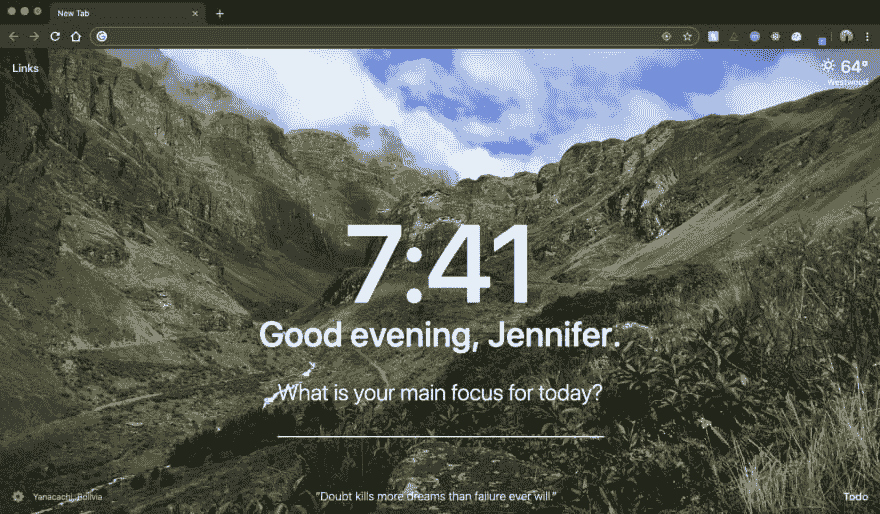 New Tab
Links
64°
Westwood
7:41
Good evening, Jennifer.
What is your main focus for today?
Yanacachi, Bolivia
"Doubt kills more dreams than failure ever will."
Todo